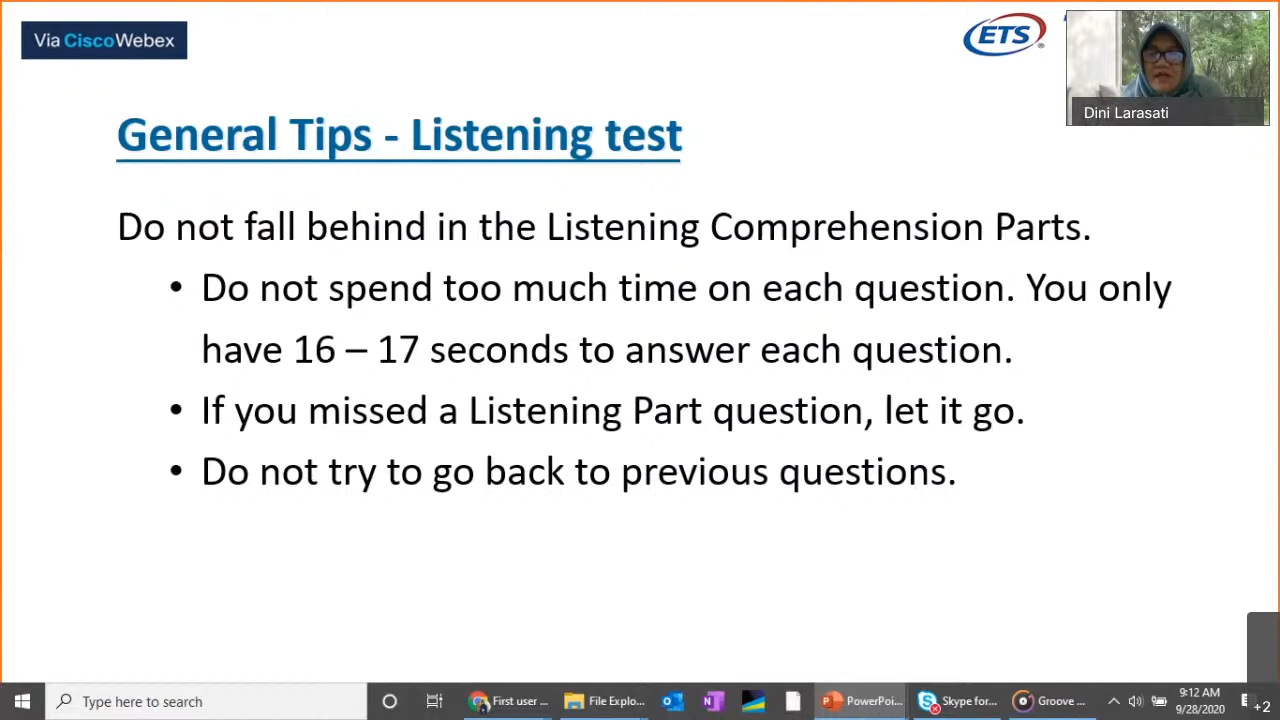 Via CiscoWebex
ETS
Dini Larasati
General Tips - Listening test
Do not fall behind in the Listening Comprehension Parts.
• Do not spend too much time on each question. You only
have 16 – 17 seconds to answer each question.
• If you missed a Listening Part question, let it go.
• Do not try to go back to previous questions.
Type here to search
First user ...
File Explo...
PowerPoi...
Skype for...
Groove ...
9:12 AM
9/28/2020
+2